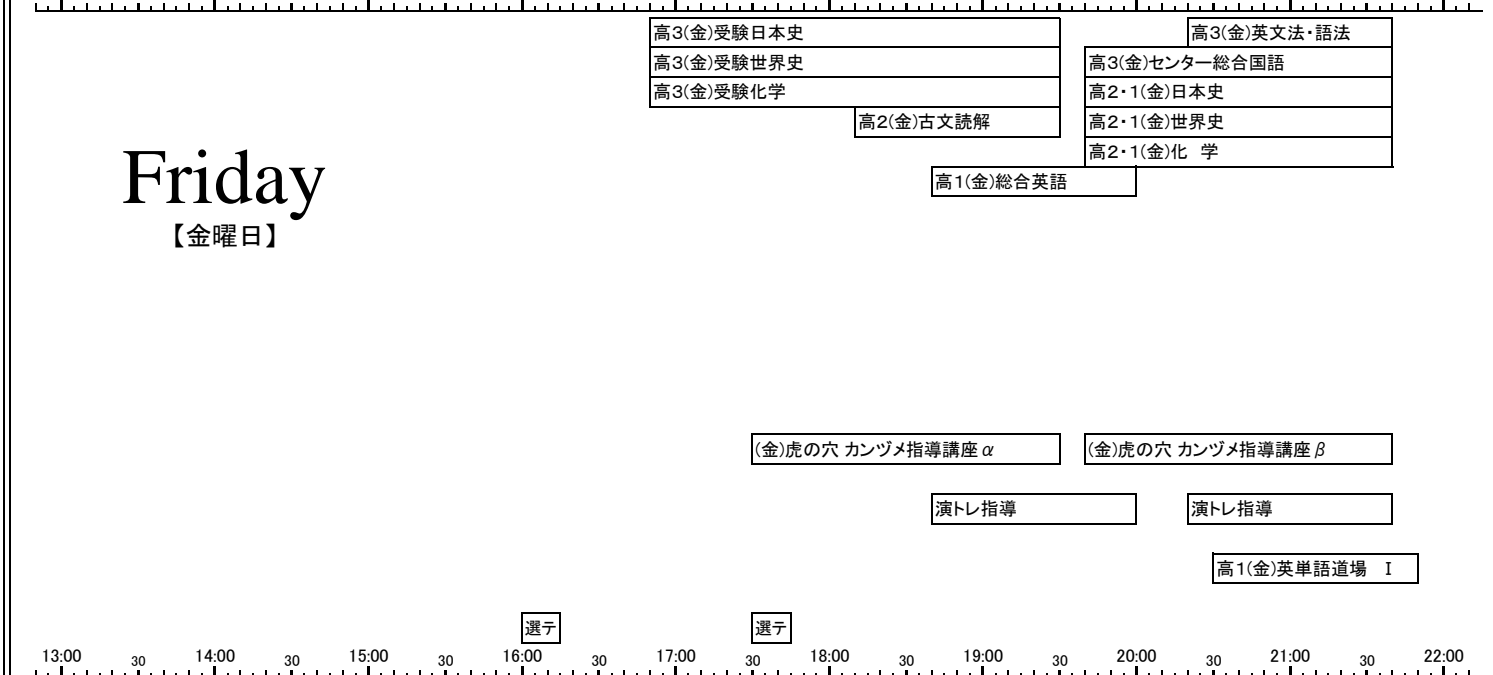 高3(金)受験日本史
高3(金)英文法・語法
高3(金)受験世界史
高3(金)センター総合国語
高3(金)受験化学
高2・1(金)日本史
高2(金)古文読解
高2・1(金)世界史
高2・1(金)化　学
高1(金)総合英語
Friday
【金曜日】
(金)虎の穴 カンヅメ指導講座α
(金)虎の穴 カンヅメ指導講座β
演トレ指導
演トレ指導
高1(金)英単語道場　Ⅰ
選テ
選テ
13:00 30 14:00 30 15:00 30 16:00 30 17:00 30 18:00 30 19:00 30 20:00 30 21:00 30 22:00